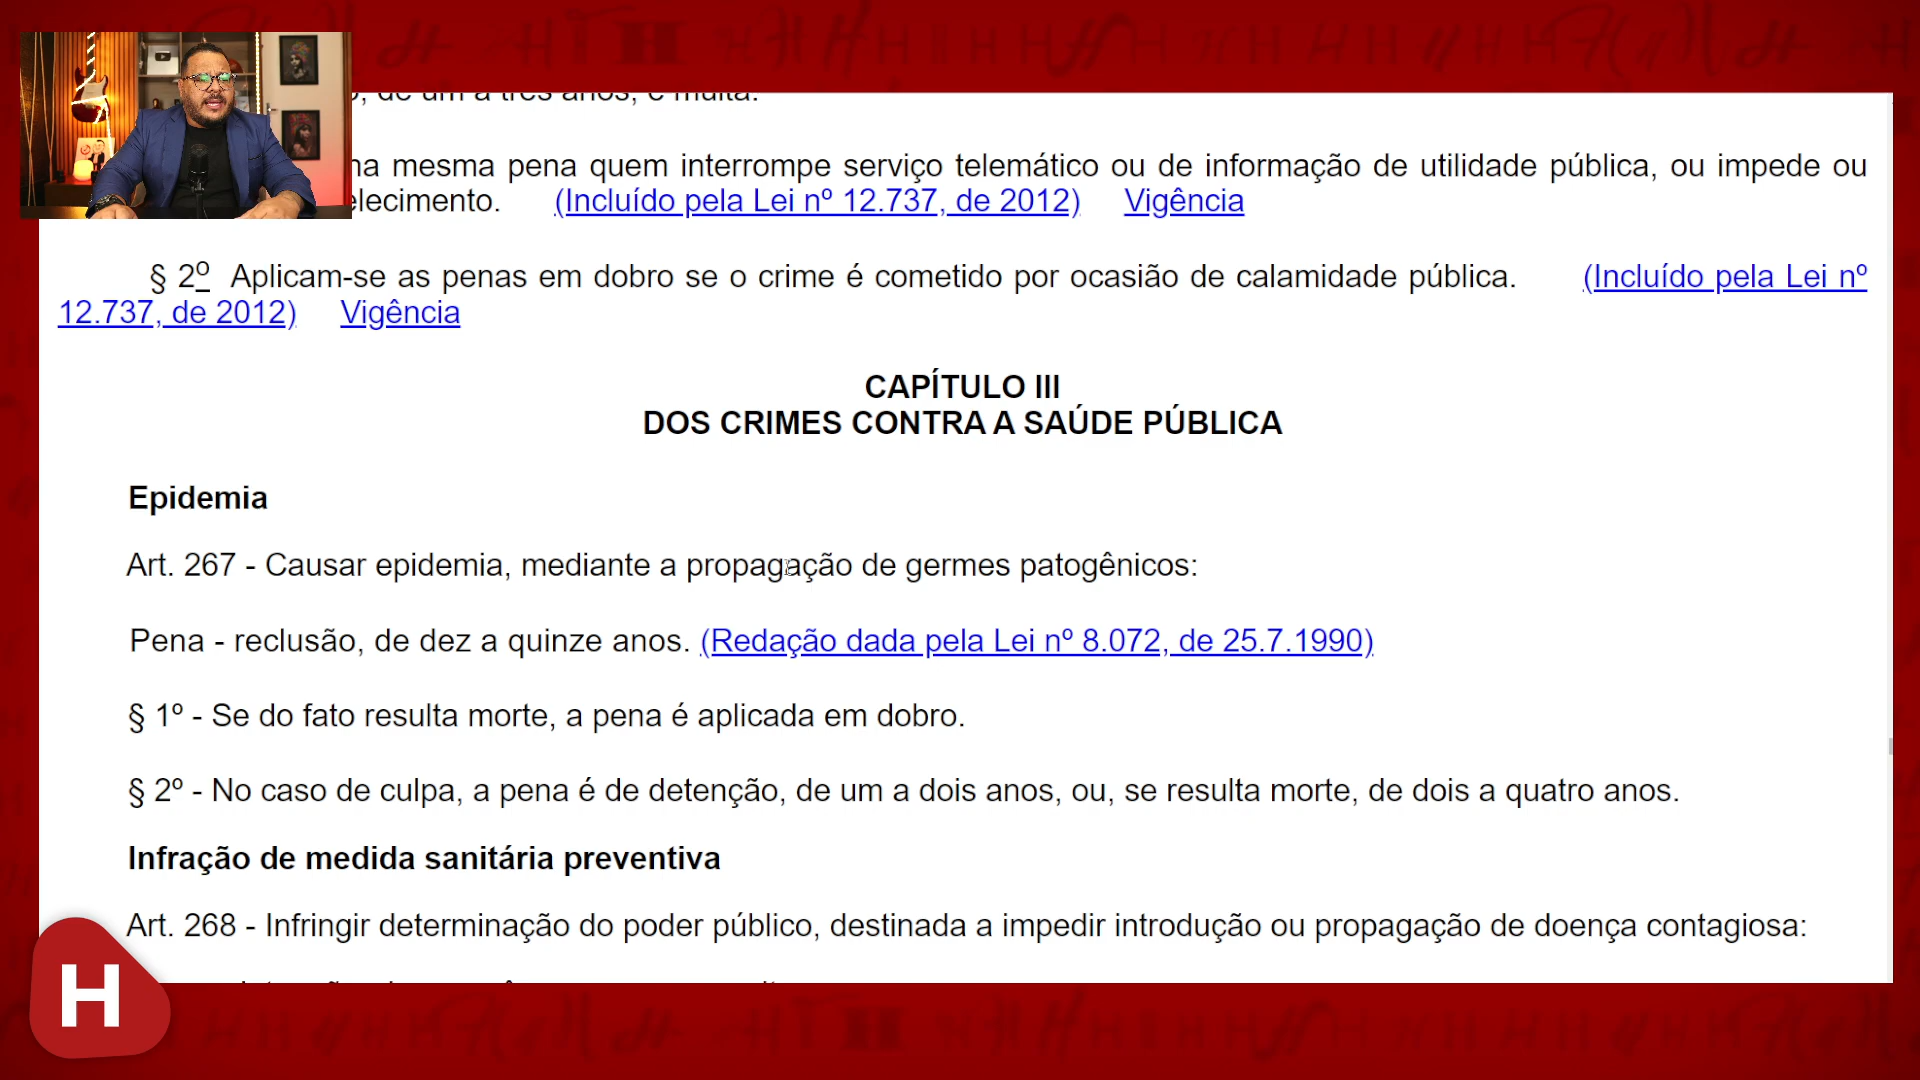 , de um a três anos, e multa.
na mesma pena quem interrompe serviço telemático ou de informação de utilidade pública, ou impede ou
elecimento. (Incluído pela Lei nº 12.737, de 2012) Vigência
§ 2º Aplicam-se as penas em dobro se o crime é cometido por ocasião de calamidade pública. (Incluído pela Lei nº
12.737, de 2012) Vigência
CAPÍTULO III
DOS CRIMES CONTRA A SAÚDE PÚBLICA
Epidemia
Art. 267 - Causar epidemia, mediante a propagação de germes patogênicos:
Pena - reclusão, de dez a quinze anos. (Redação dada pela Lei nº 8.072, de 25.7.1990)
§ 1º - Se do fato resulta morte, a pena é aplicada em dobro.
§ 2º - No caso de culpa, a pena é de detenção, de um a dois anos, ou, se resulta morte, de dois a quatro anos.
Infração de medida sanitária preventiva
Art. 268 - Infringir determinação do poder público, destinada a impedir introdução ou propagação de doença contagiosa:
H